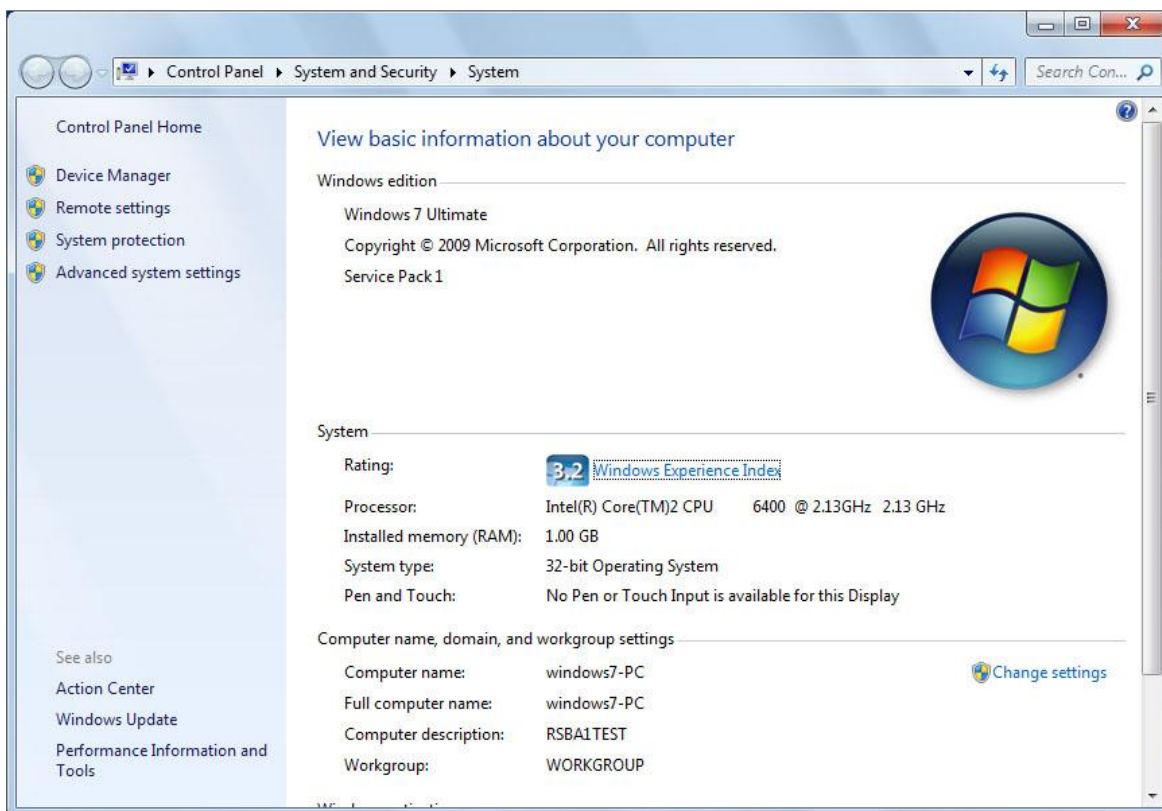 Control Panel ▸ System and Security ▸ System
Search Con...
Control Panel Home
Device Manager
Remote settings
System protection
Advanced system settings
See also
Action Center
Windows Update
Performance Information and
Tools
View basic information about your computer
Windows edition
Windows 7 Ultimate
Copyright © 2009 Microsoft Corporation. All rights reserved.
Service Pack 1
System
Rating:
3.2 Windows Experience Index
Processor: Intel(R) Core(TM)2 CPU 6400 @ 2.13GHz 2.13 GHz
Installed memory (RAM): 1.00 GB
System type: 32-bit Operating System
Pen and Touch: No Pen or Touch Input is available for this Display
Computer name, domain, and workgroup settings
Computer name: windows7-PC
Change settings
Full computer name: windows7-PC
Computer description: RSBA1TEST
Workgroup: WORKGROUP